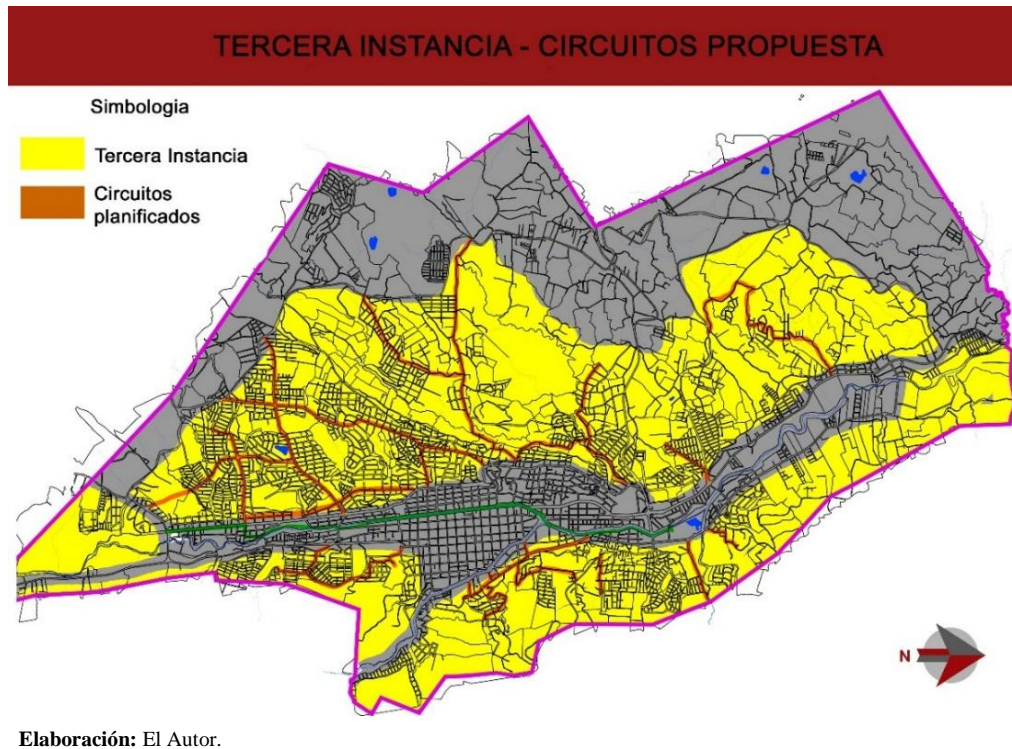 TERCERA INSTANCIA - CIRCUITOS PROPUESTA
Simbologia
Tercera Instancia
Circuitos
planificados
N
Elaboración: El Autor.